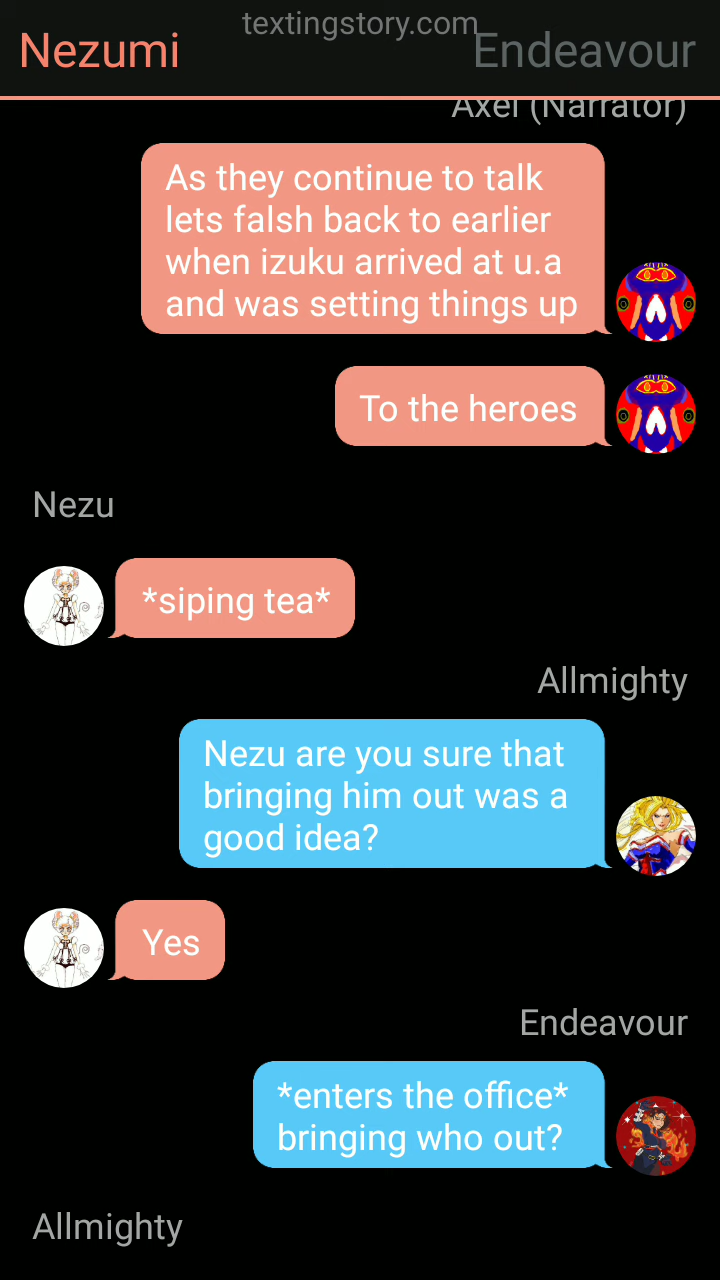 textingstory.com
Nezumi
Endeavour
Axel (Narrator)
As they continue to talk
lets falsh back to earlier
when izuku arrived at u.a
and was setting things up
To the heroes
Nezu
*siping tea*
Allmighty
Nezu are you sure that
bringing him out was a
good idea?
Yes
Endeavour
*enters the office*
bringing who out?
Allmighty